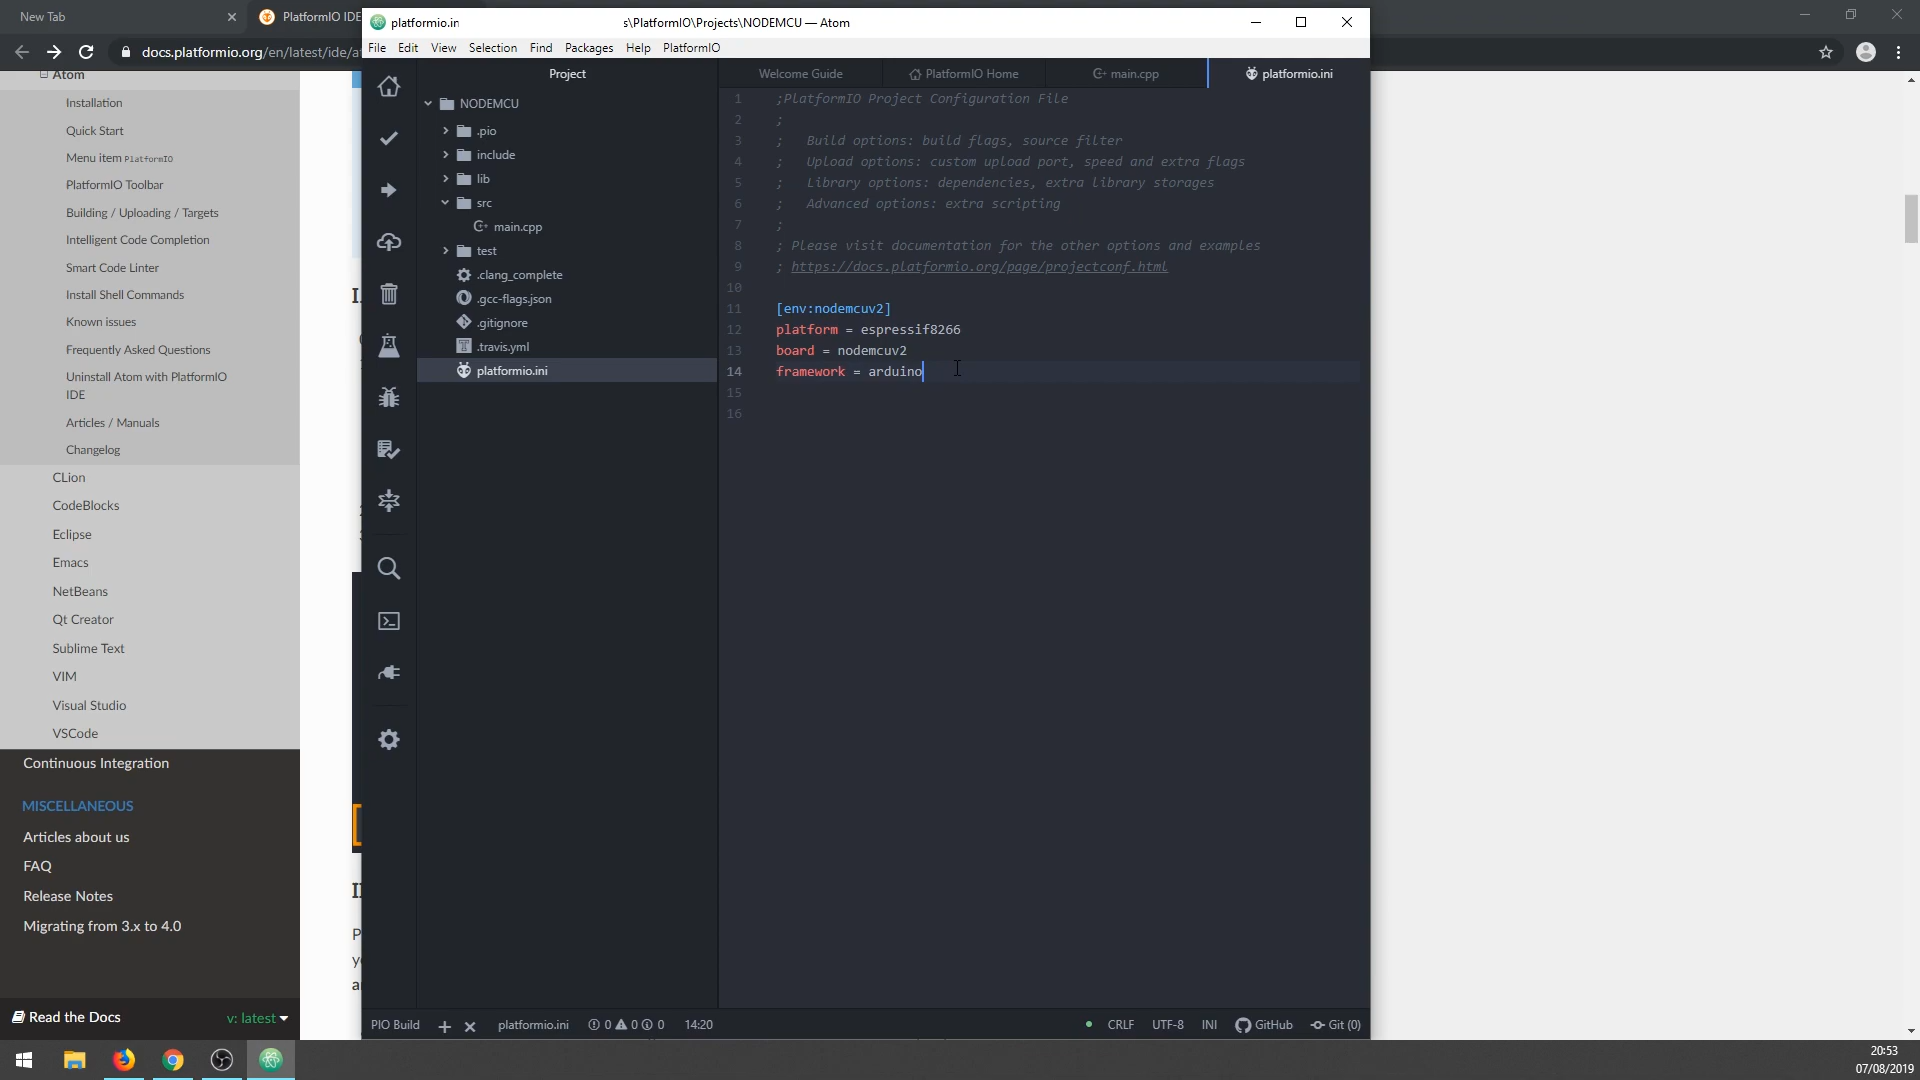 New Tab
PlatformIO IDE
docs.platformio.org/en/latest/ide/a
platformio.in
s\PlatformIO\Projects\NODEMCU — Atom
File Edit View Selection Find Packages Help PlatformIO
Atom
Installation
Quick Start
Menu item PlatformIO
PlatformIO Toolbar
Building / Uploading / Targets
Intelligent Code Completion
Smart Code Linter
Install Shell Commands
Known issues
Frequently Asked Questions
Uninstall Atom with PlatformIO
IDE
Articles / Manuals
Changelog
CLion
CodeBlocks
Eclipse
Emacs
NetBeans
Qt Creator
Sublime Text
VIM
Visual Studio
VSCode
Continuous Integration
MISCELLANEOUS
Articles about us
FAQ
Release Notes
Migrating from 3.x to 4.0
Read the Docs
v: latest
Project
NODEMCU
.pio
include
lib
src
main.cpp
test
.clang_complete
.gcc-flags.json
.gitignore
.travis.yml
platformio.ini
Welcome Guide
PlatformIO Home
main.cpp
platformio.ini
1 ;PlatformIO Project Configuration File
2 ;
3 ; Build options: build flags, source filter
4 ; Upload options: custom upload port, speed and extra flags
5 ; Library options: dependencies, extra library storages
6 ; Advanced options: extra scripting
7 ;
8 ; Please visit documentation for the other options and examples
9 ; https://docs.platformio.org/page/projectconf.html
10
11 [env:nodemcuv2]
12 platform = espressif8266
13 board = nodemcuv2
14 framework = arduino
15
16
PIO Build
platformio.ini
0 0 0
14:20
CRLF
UTF-8
INI
GitHub
Git (0)
20:53
07/08/2019